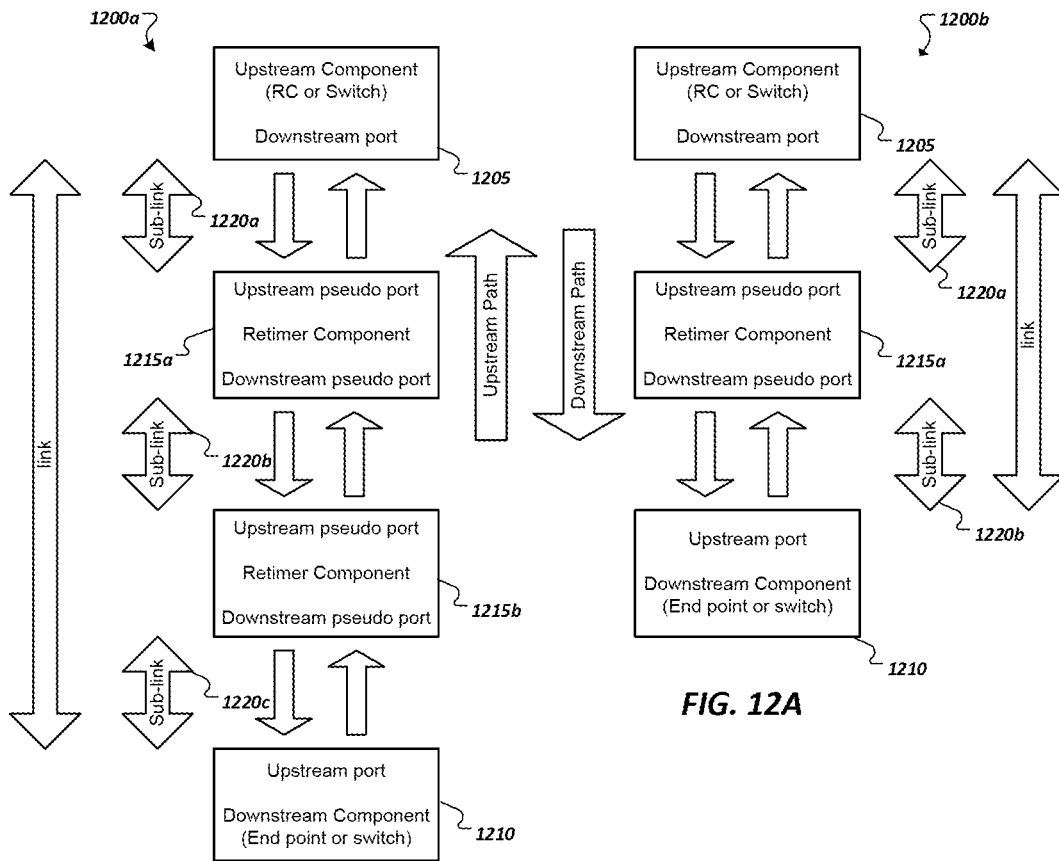 1200a
1200b
Upstream Component
(RC or Switch)
Downstream port
1205
Upstream Component
(RC or Switch)
Downstream port
1205
link
Sub-link
1220a
Sub-link
1220a
link
Upstream Path
Downstream Path
Upstream pseudo port
Retimer Component
Downstream pseudo port
1215a
Upstream pseudo port
Retimer Component
Downstream pseudo port
1215a
Sub-link
1220b
Sub-link
1220b
Upstream pseudo port
Retimer Component
Downstream pseudo port
1215b
Upstream port
Downstream Component
(End point or switch)
1210
Sub-link
1220c
FIG. 12A
Upstream port
Downstream Component
(End point or switch)
1210